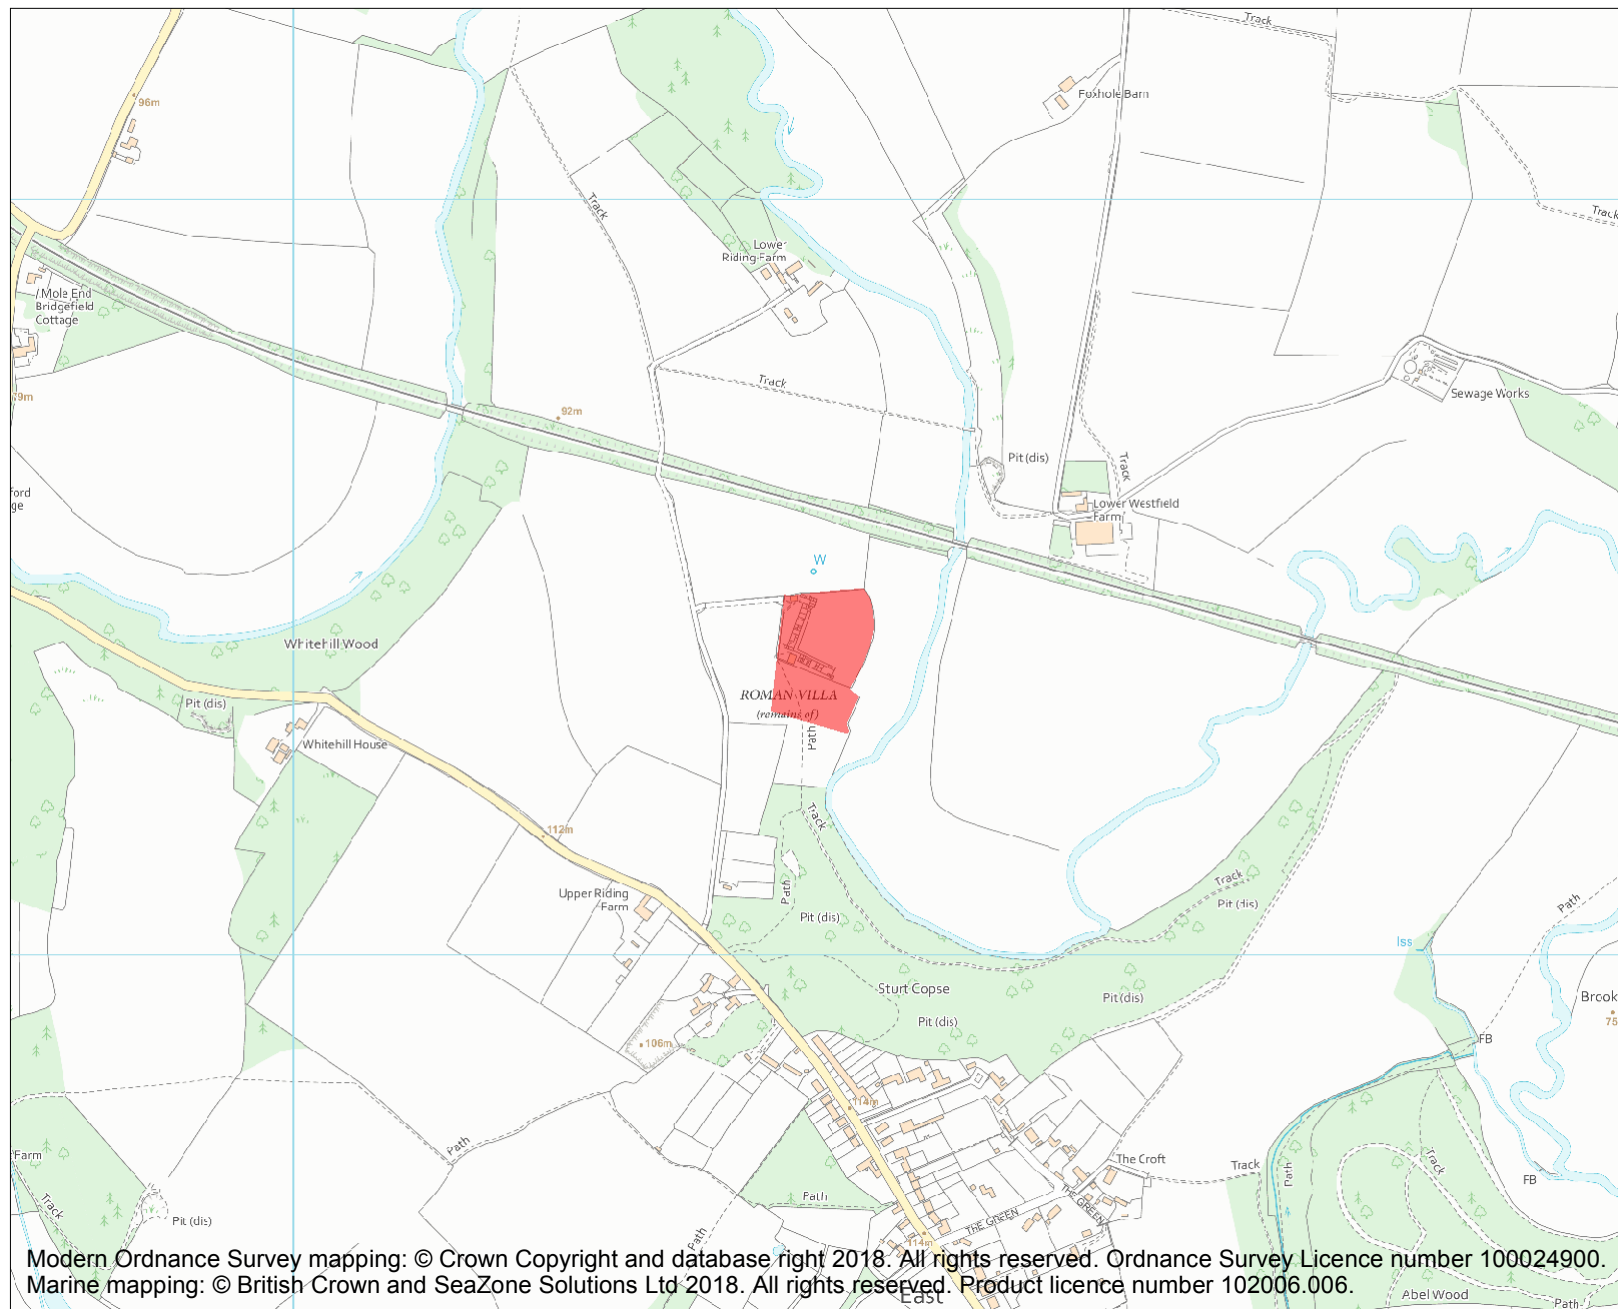 Track
96m
Foxhole Barn
Track
Track
Lower
Riding Farm
Mole End
Bridgefield
Cottage
Track
9m
92m
Sewage Works
Pit (dis)
Track
Lower Westfield
Farm
ford
ge
W
Whitehill Wood
ROMAN VILLA
(remains of)
Pit (dis)
Path
Whitehill House
112m
Track
Upper Riding
Farm
Path
Pit (dis)
Track
Pit (dis)
Path
Iss
Sturt Copse
Pit (dis)
Pit (dis)
Brook
75
106m
FB
114m
Path
Farm
The Croft
Track
Path
Track
FB
Track
Path
THE GREEN
THE GREEN
Pit (dis)
Path
114m
Modern Ordnance Survey mapping: © Crown Copyright and database right 2018. All rights reserved. Ordnance Survey Licence number 100024900.
Marine mapping: © British Crown and SeaZone Solutions Ltd 2018. All rights reserved. Product licence number 102006.006.
East
Abel Wood
Path